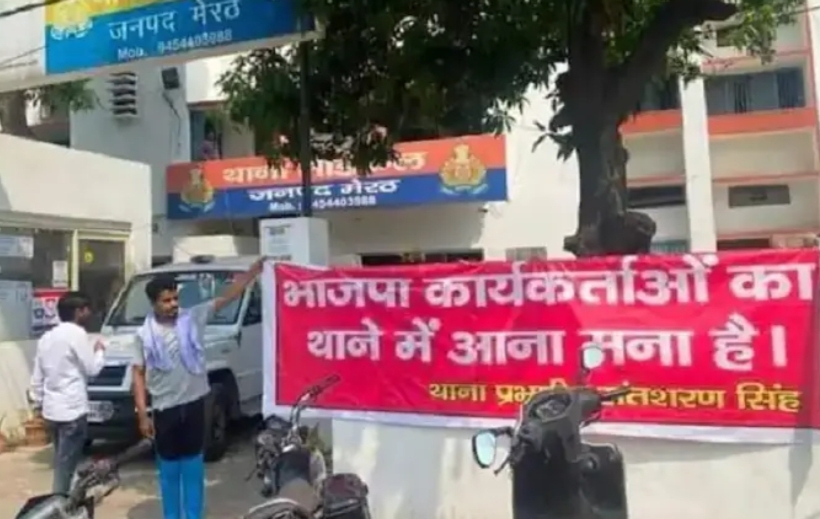 जनपद मेरठ
Mob. 9454403988
थाना
जनपद मेरठ
Mob.: 9454403988
भाजपा कार्यकर्ताओं का
थाने में आना मना है।
थाना सिंह